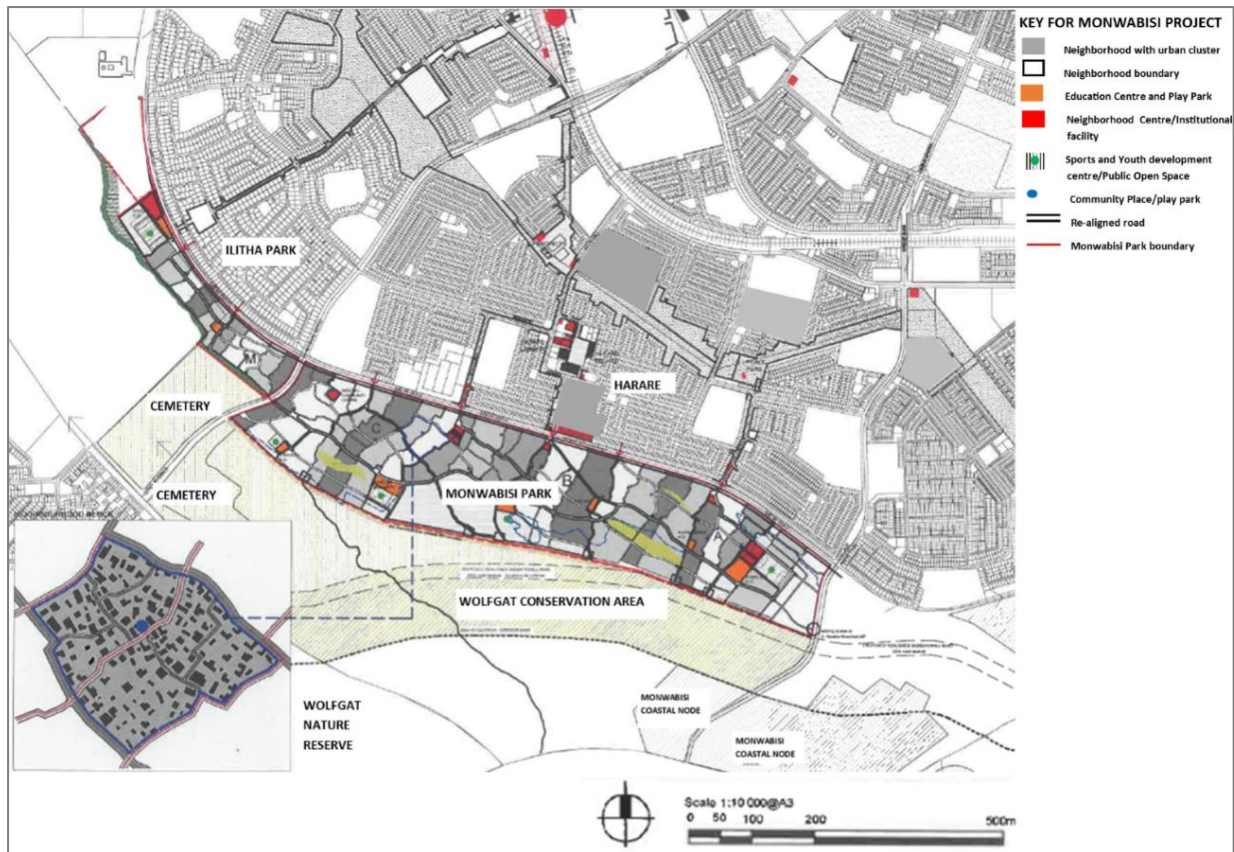 KEY FOR MONWABISI PROJECT
Neighborhood with urban cluster
Neighborhood boundary
Education Centre and Play Park
Neighborhood Centre/Institutional
facility
Sports and Youth development
centre/Public Open Space
Community Place/play park
Re-aligned road
Monwabisi Park boundary
ILITHA PARK
M
HARARE
CEMETERY
C
CEMETERY
MONWABISI PARK
B
A
WOLFGAT CONSERVATION AREA
WOLFGAT
NATURE
RESERVE
MONWABISI
COASTAL NODE
MONWABISI
COASTAL NODE
Scale 1:10 000@A3
0 50 100 200 500m